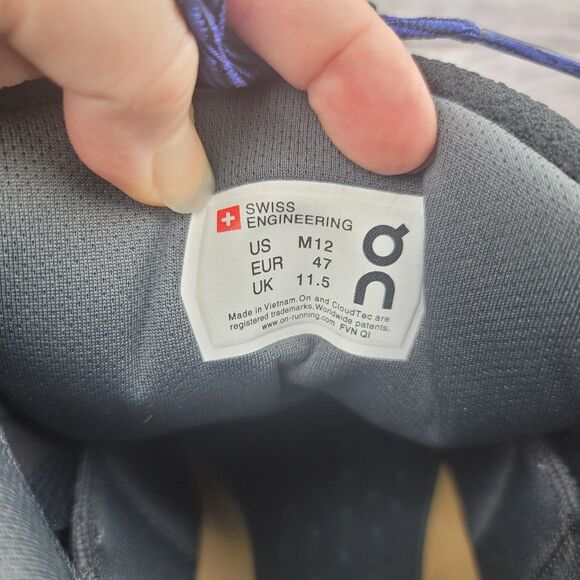 SWISS
ENGINEERING
US M12
EUR 47
UK 11.5
On
Made in Vietnam. On and CloudTec are
registered trademarks. Worldwide patents.
www.on-running.com FVN QI